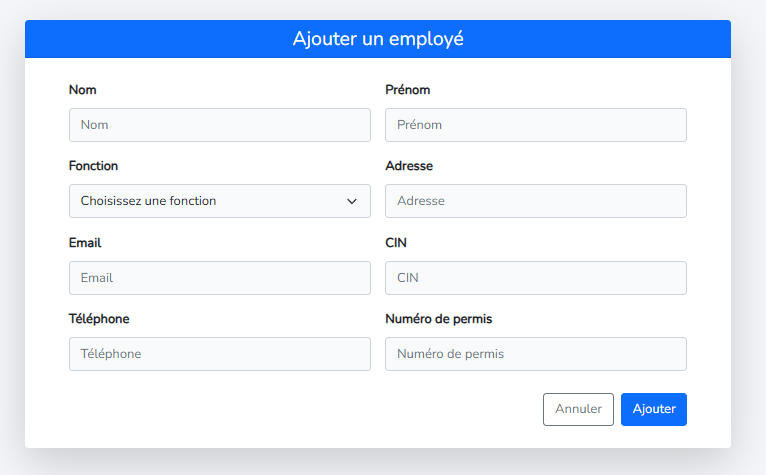 Ajouter un employé
Nom Prénom
Nom Prénom
Fonction Adresse
Choisissez une fonction Adresse
Email CIN
Email CIN
Téléphone Numéro de permis
Téléphone Numéro de permis
Annuler Ajouter